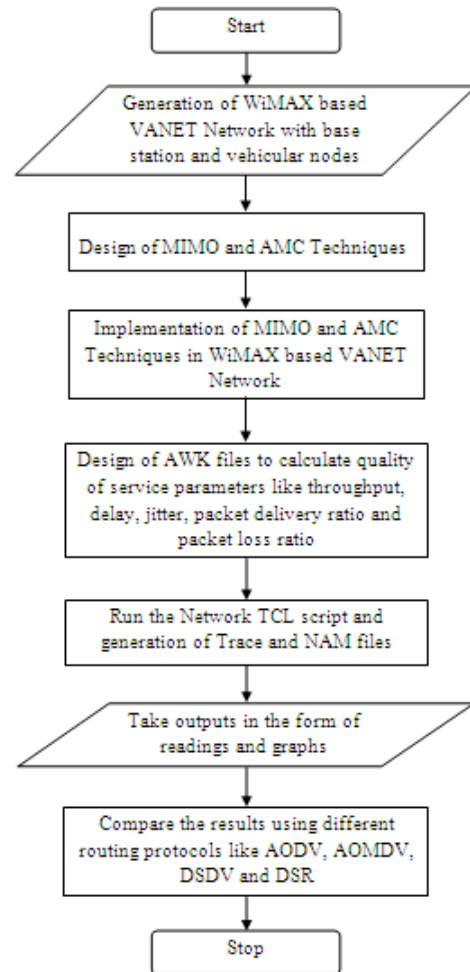 Start
Generation of WiMAX based
VANET Network with base
station and vehicular nodes
Design of MIMO and AMC Techniques
Implementation of MIMO and AMC
Techniques in WiMAX based VANET
Network
Design of AWK files to calculate quality
of service parameters like throughput,
delay, jitter, packet delivery ratio and
packet loss ratio
Run the Network TCL script and
generation of Trace and NAM files
Take outputs in the form of
readings and graphs
Compare the results using different
routing protocols like AODV, AOMDV,
DSDV and DSR
Stop